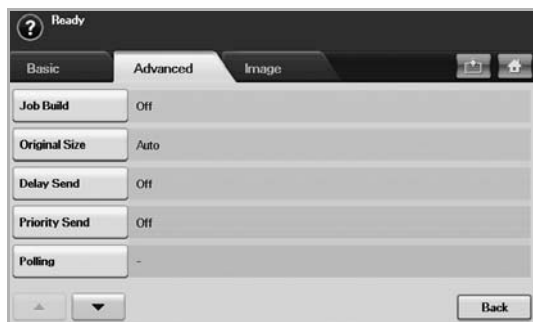 ? Ready
Basic Advanced Image
Job Build Off
Original Size Auto
Delay Send Off
Priority Send Off
Polling -
Back